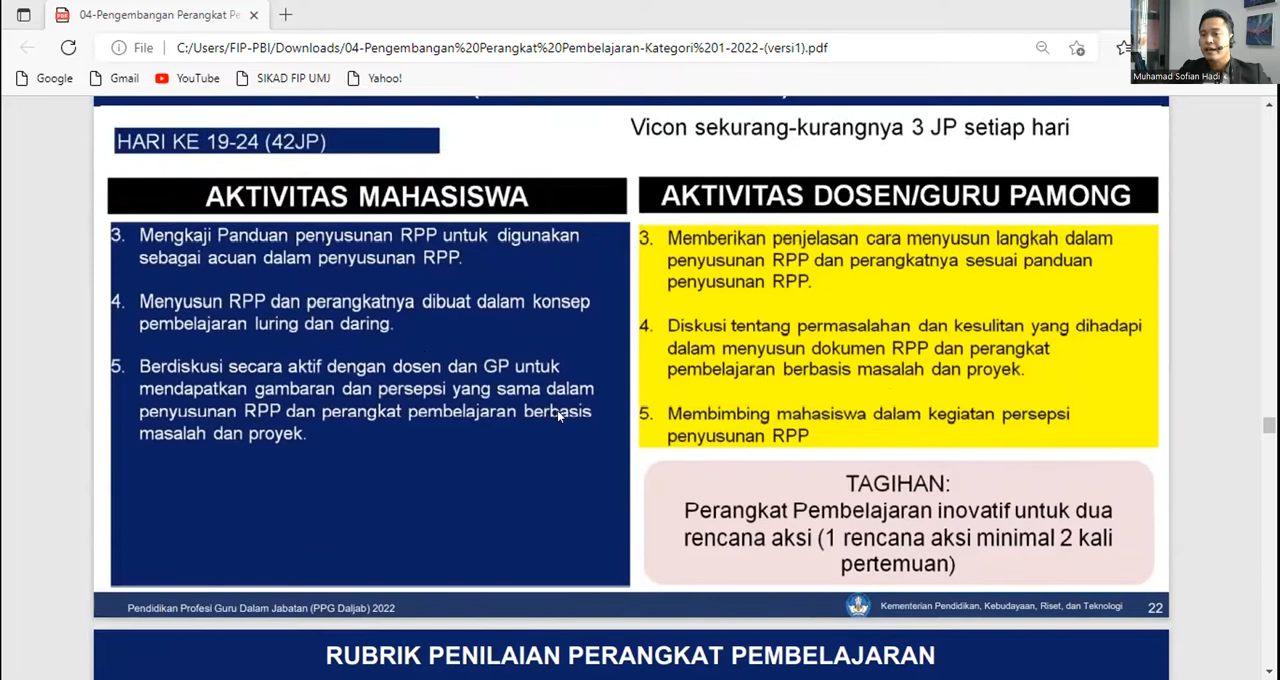 04-Pengembangan Perangkat Pe
File
C:/Users/FIP-PBI/Downloads/04-Pengembangan%20Perangkat%20Pembelajaran-Kategori%201-2022-(versi1).pdf
Google
Gmail
YouTube
SIKAD FIP UMJ
Yahoo!
Muhamad Sofian Hadi
HARI KE 19-24 (42JP)
Vicon sekurang-kurangnya 3 JP setiap hari
AKTIVITAS MAHASISWA
3. Mengkaji Panduan penyusunan RPP untuk digunakan
sebagai acuan dalam penyusunan RPP.
4. Menyusun RPP dan perangkatnya dibuat dalam konsep
pembelajaran luring dan daring.
5. Berdiskusi secara aktif dengan dosen dan GP untuk
mendapatkan gambaran dan persepsi yang sama dalam
penyusunan RPP dan perangkat pembelajaran berbasis
masalah dan proyek.
AKTIVITAS DOSEN/GURU PAMONG
3. Memberikan penjelasan cara menyusun langkah dalam
penyusunan RPP dan perangkatnya sesuai panduan
penyusunan RPP.
4. Diskusi tentang permasalahan dan kesulitan yang dihadapi
dalam menyusun dokumen RPP dan perangkat
pembelajaran berbasis masalah dan proyek.
5. Membimbing mahasiswa dalam kegiatan persepsi
penyusunan RPP
TAGIHAN:
Perangkat Pembelajaran inovatif untuk dua
rencana aksi (1 rencana aksi minimal 2 kali
pertemuan)
Pendidikan Profesi Guru Dalam Jabatan (PPG Daljab) 2022
Kementerian Pendidikan, Kebudayaan, Riset, dan Teknologi
22
RUBRIK PENILAIAN PERANGKAT PEMBELAJARAN